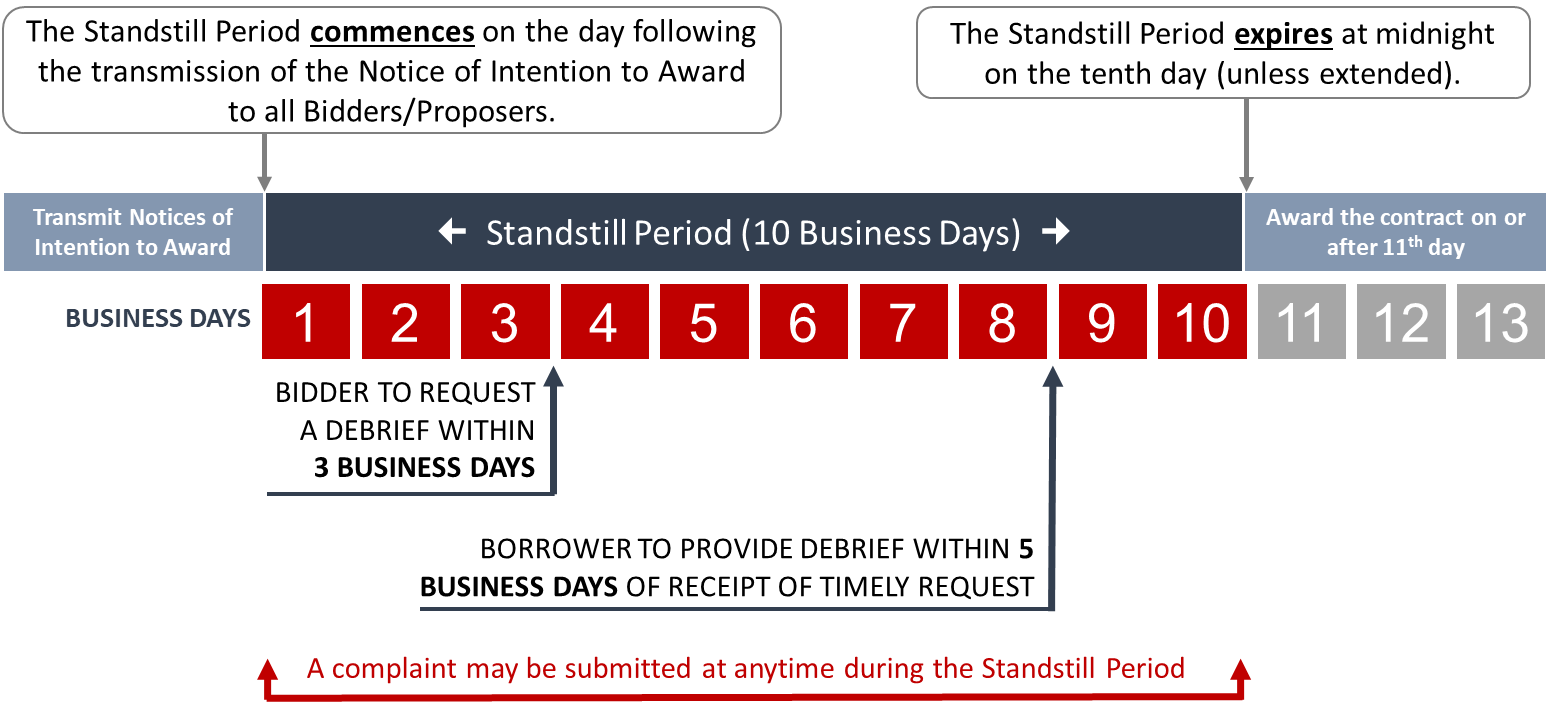 The Standstill Period commences on the day following
the transmission of the Notice of Intention to Award
to all Bidders/Proposers.
The Standstill Period expires at midnight
on the tenth day (unless extended).
Transmit Notices of
Intention to Award
Standstill Period (10 Business Days)
Award the contract on or
after 11th day
BUSINESS DAYS
1 2 3 4 5 6 7 8 9 10 11 12 13
BIDDER TO REQUEST
A DEBRIEF WITHIN
3 BUSINESS DAYS
BORROWER TO PROVIDE DEBRIEF WITHIN 5
BUSINESS DAYS OF RECEIPT OF TIMELY REQUEST
A complaint may be submitted at anytime during the Standstill Period